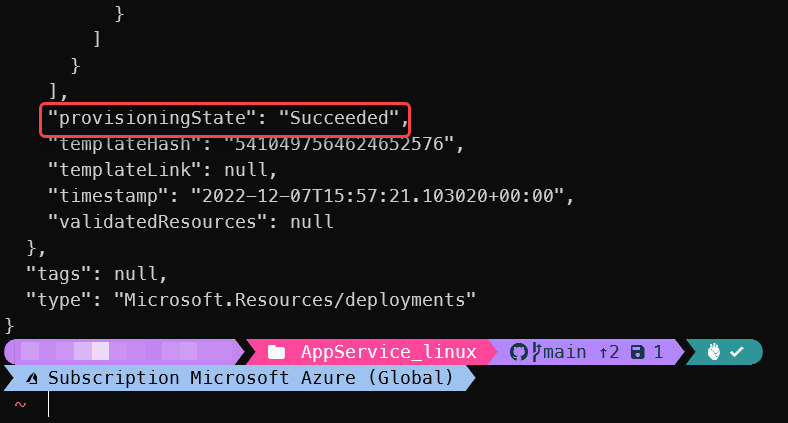 }
]
}
],
"provisioningState": "Succeeded",
"templateHash": "5410497564624652576",
"templateLink": null,
"timestamp": "2022-12-07T15:57:21.103020+00:00",
"validatedResources": null
},
"tags": null,
"type": "Microsoft.Resources/deployments"
}
AppService_linux main ↑2 1 ✓
Subscription Microsoft Azure (Global)
~